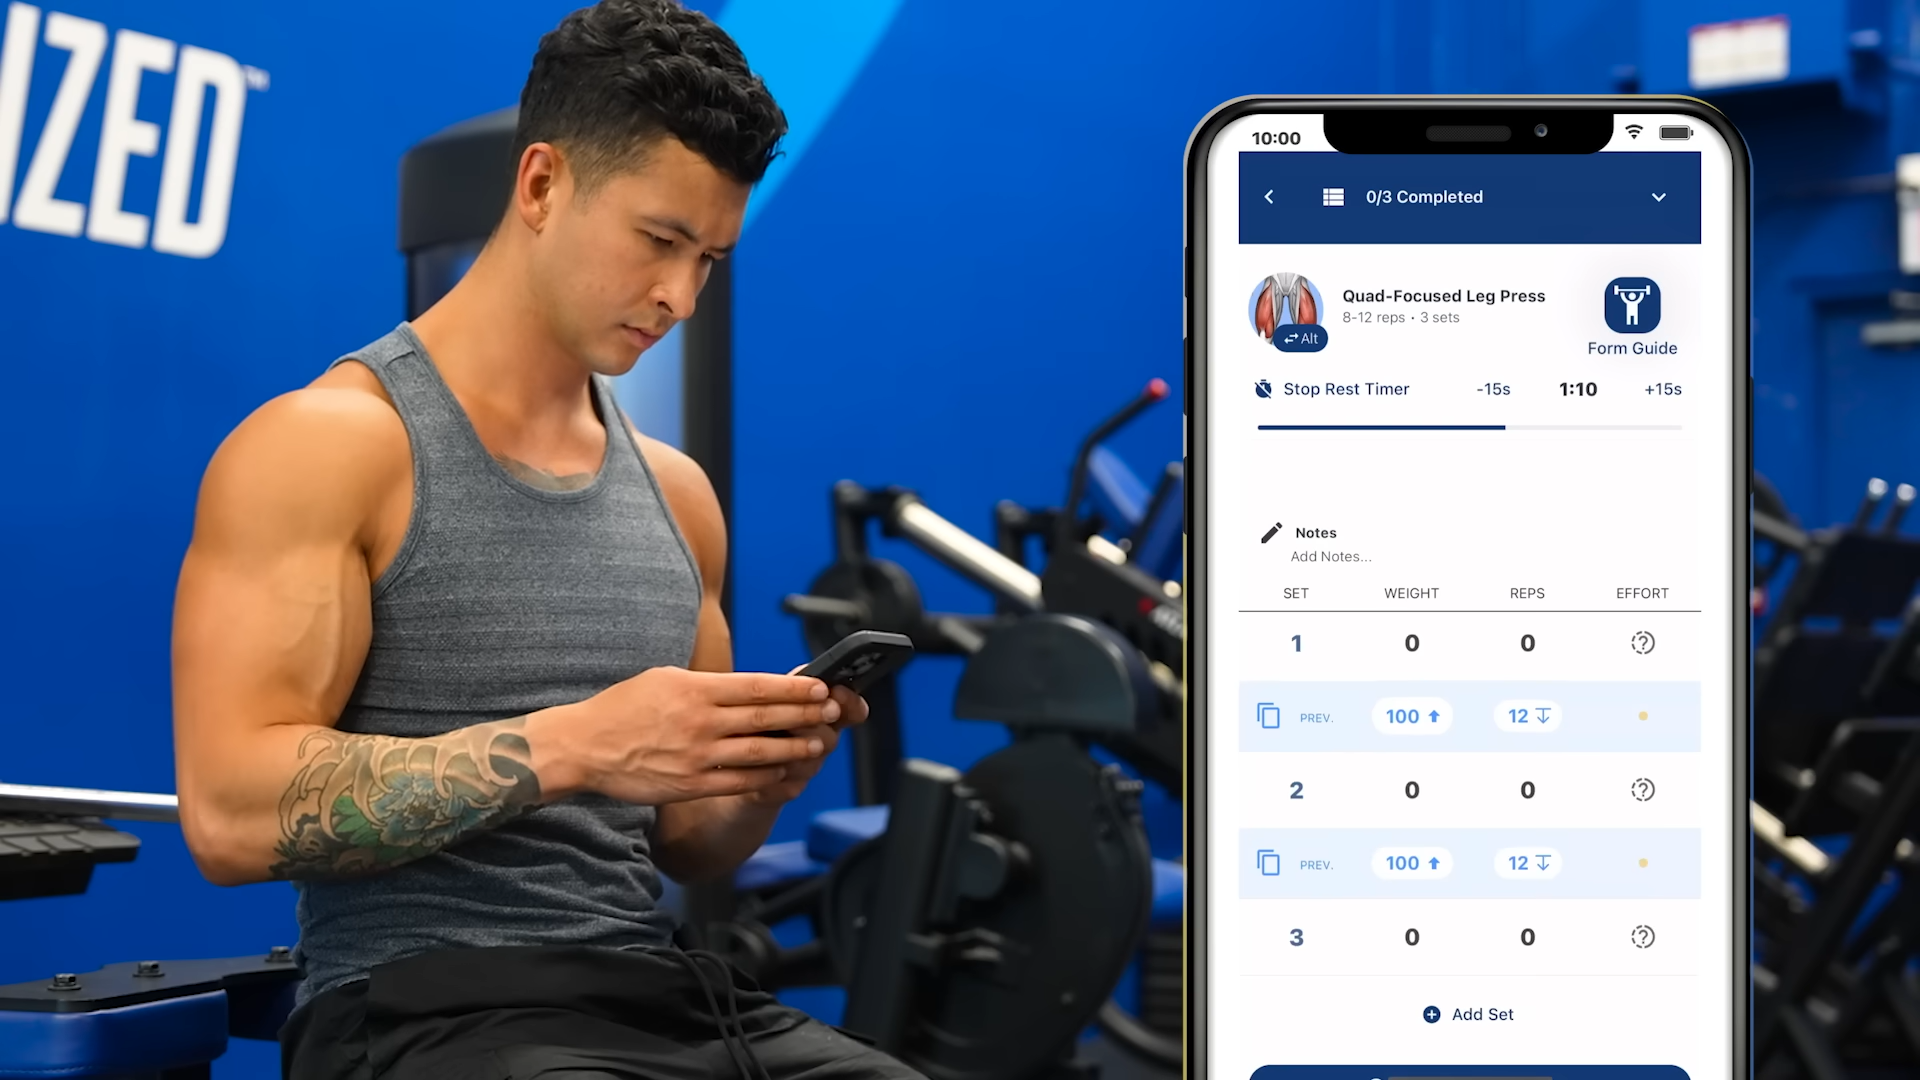 IZED™
10:00
0/3 Completed
Quad-Focused Leg Press
8-12 reps • 3 sets
Alt
Form Guide
Stop Rest Timer -15s 1:10 +15s
Notes
Add Notes...
SET WEIGHT REPS EFFORT
1 0 0
PREV. 100 12
2 0 0
PREV. 100 12
3 0 0
Add Set